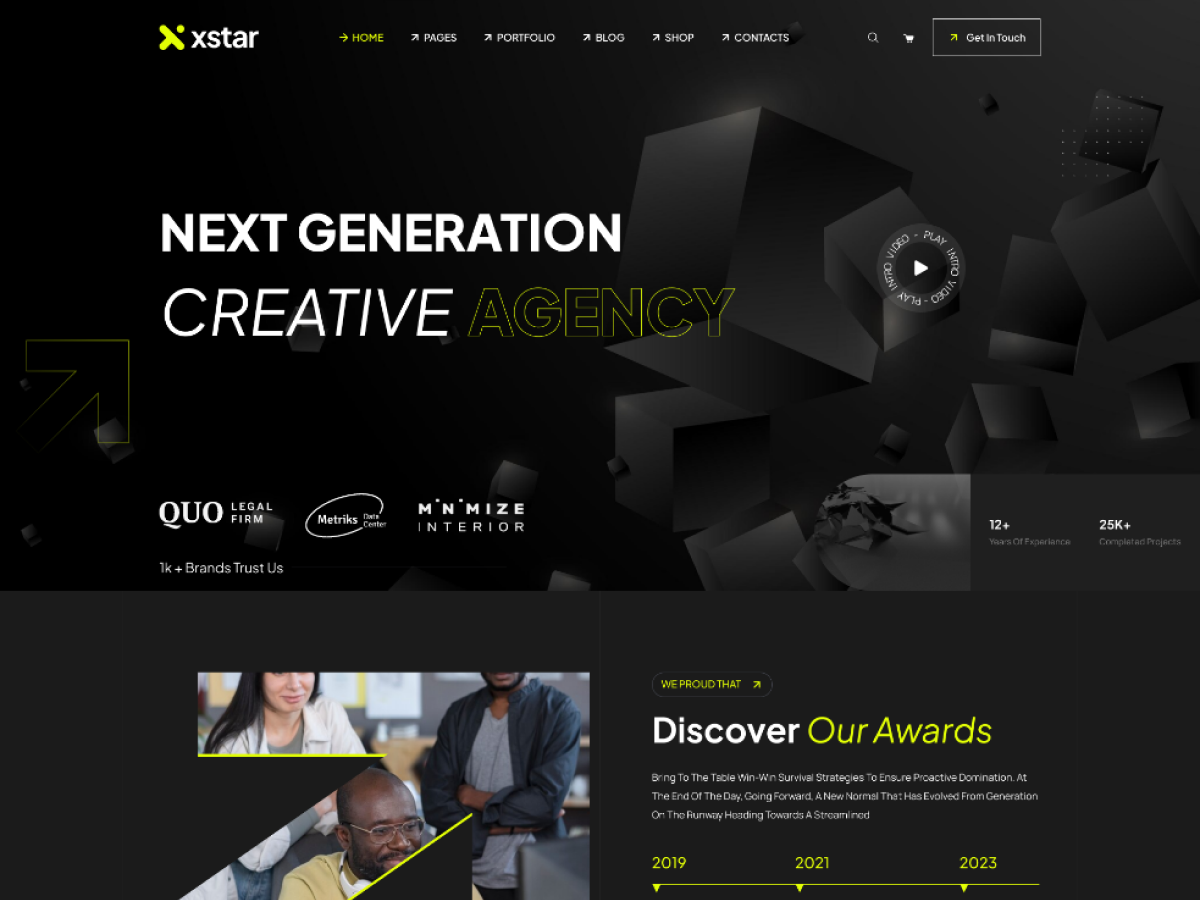 xstar
HOME
PAGES
PORTFOLIO
BLOG
SHOP
CONTACTS
Get In Touch
NEXT GENERATION
CREATIVE AGENCY
PLAY INTRO VIDEO - PLAY INTRO VIDEO -
QUO LEGAL
FIRM
Metriks Data
Center
MINIMIZE
INTERIOR
1k + Brands Trust Us
12+
Years Of Experience
25K+
Completed Projects
WE PROUD THAT
Discover Our Awards
Bring To The Table Win-Win Survival Strategies To Ensure Proactive Domination. At
The End Of The Day, Going Forward, A New Normal That Has Evolved From Generation
On The Runway Heading Towards A Streamlined
2019
2021
2023